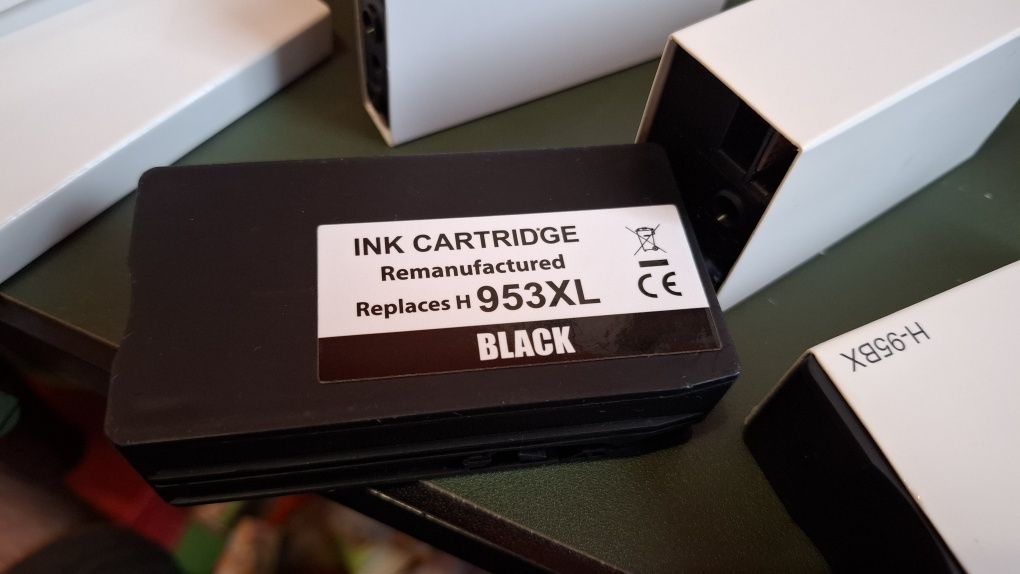 INK CARTRIDGE
Remanufactured
Replaces H 953XL
BLACK
CE
H-95BX